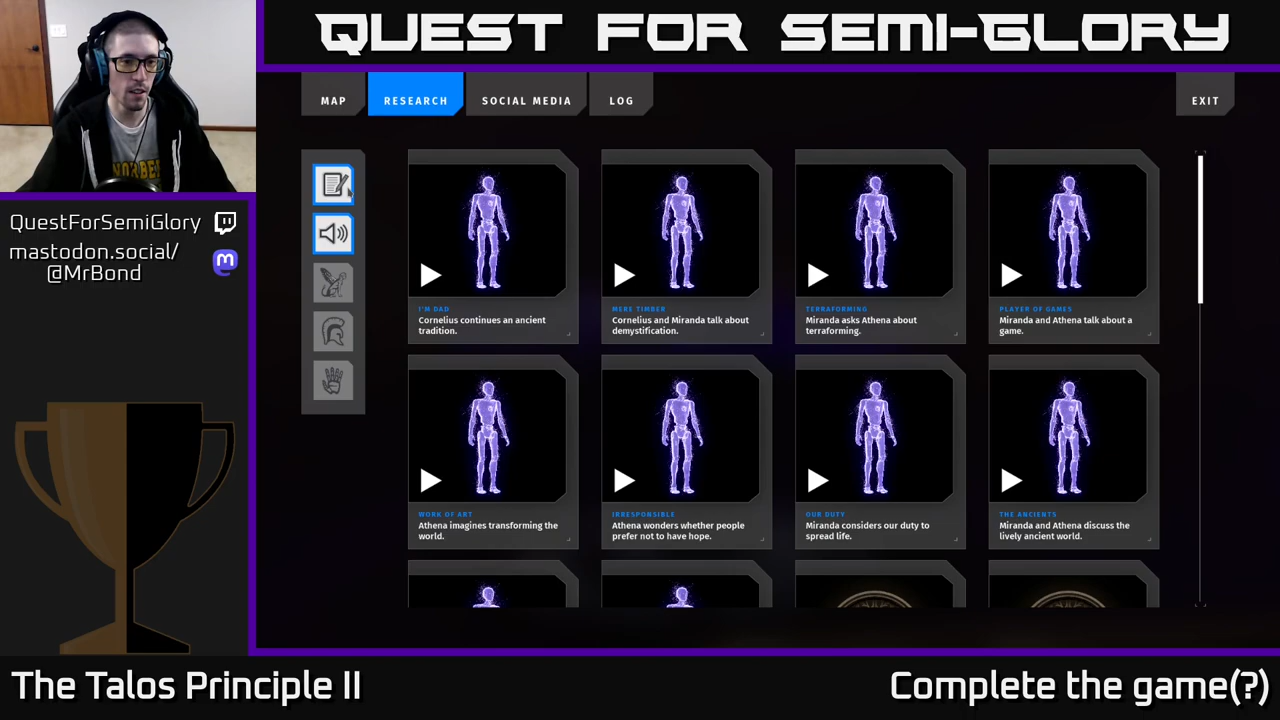 QUEST FOR SEMI-GLORY
MAP
RESEARCH
SOCIAL MEDIA
LOG
EXIT
NORBER
QuestForSemiGlory
mastodon.social/
@MrBond
I'M DAD
Cornelius continues an ancient
tradition.
MERE TIMBER
Cornelius and Miranda talk about
demystification.
TERRAFORMING
Miranda asks Athena about
terraforming.
PLAYER OF GAMES
Miranda and Athena talk about a
game.
WORK OF ART
Athena imagines transforming the
world.
IRRESPONSIBLE
Athena wonders whether people
prefer not to have hope.
OUR DUTY
Miranda considers our duty to
spread life.
THE ANCIENTS
Miranda and Athena discuss the
lively ancient world.
The Talos Principle II
Complete the game(?)